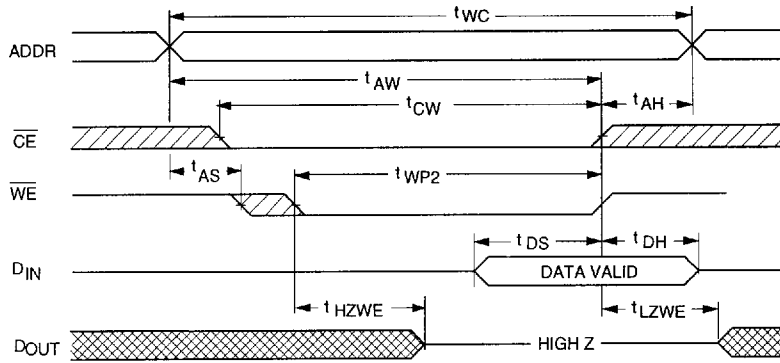 tWC
ADDR
tAW
tCW
tAH
CE
tAS
tWP2
WE
tDS
tDH
DIN
DATA VALID
tHZWE
tLZWE
DOUT
HIGH Z